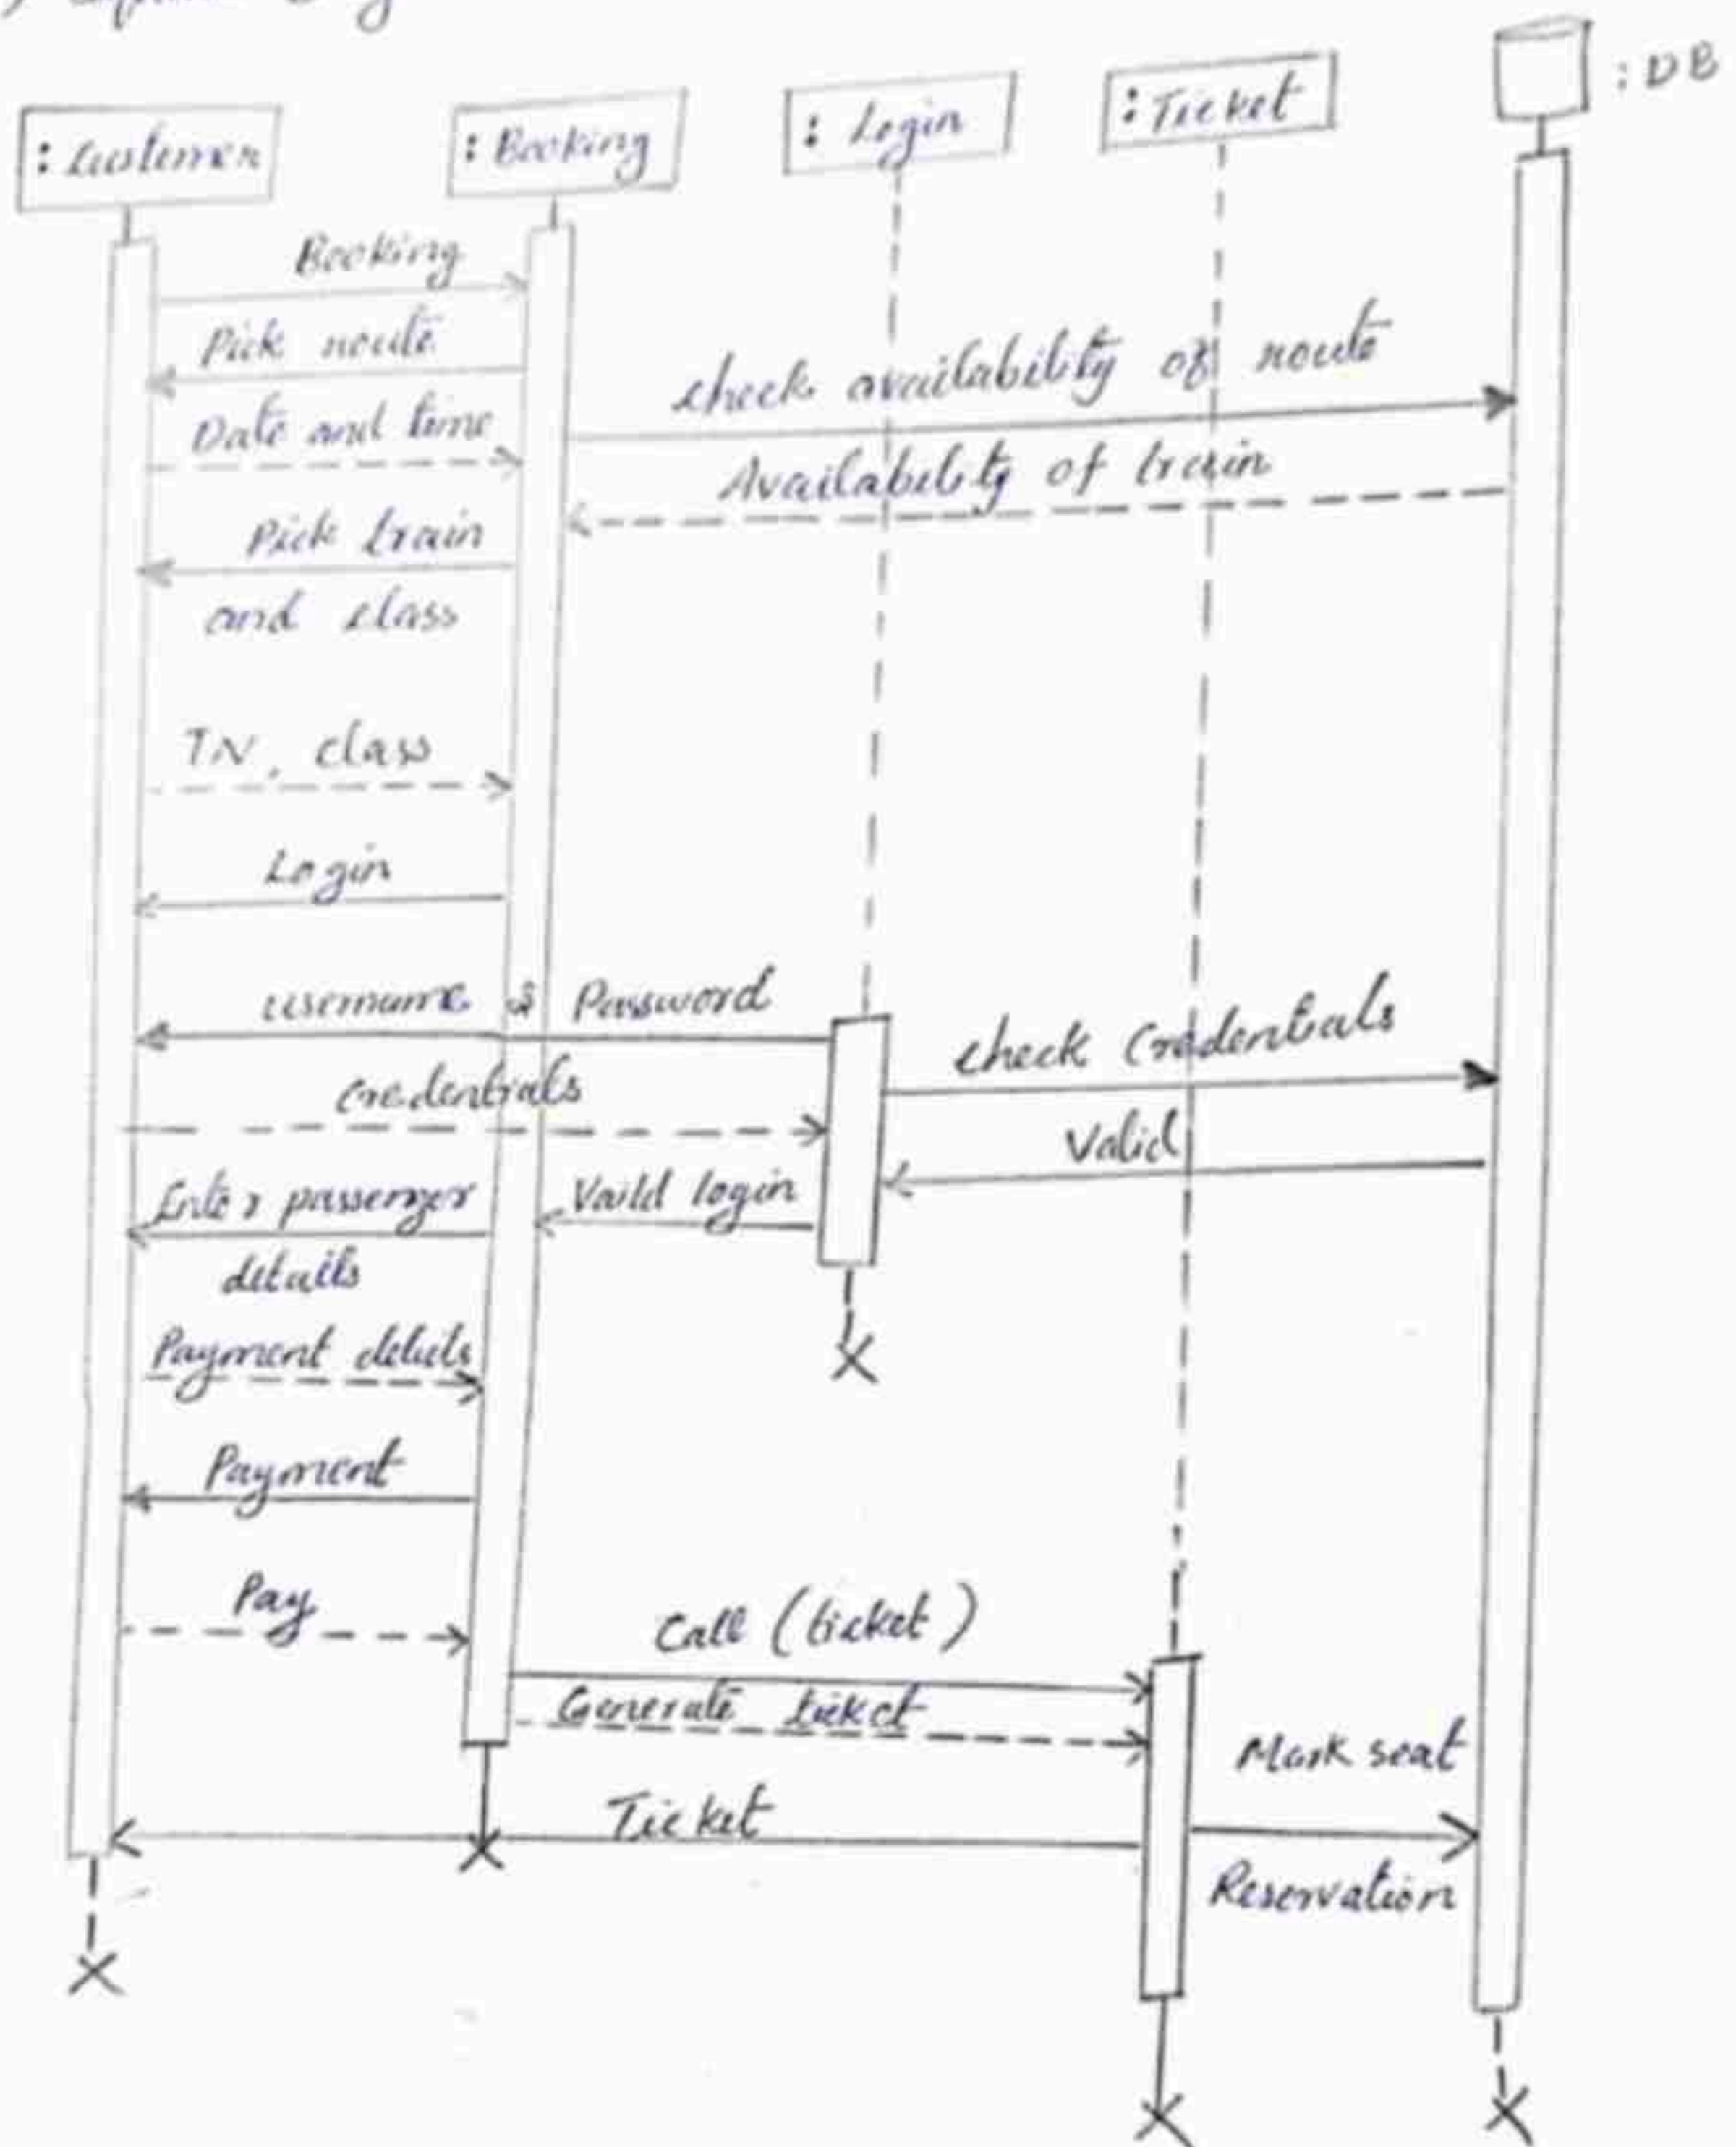 : Customer
: Booking
: Login
: Ticket
: DB
Booking
Pick route
check availability of route
Date and time
Availability of train
Pick train
and class
TN, class
Login
username & Password
check Credentials
credentials
Valid
Enter passenger
Vaild login
details
Payment details
Payment
Pay
Call (ticket)
Generate ticket
Mark seat
Ticket
Reservation